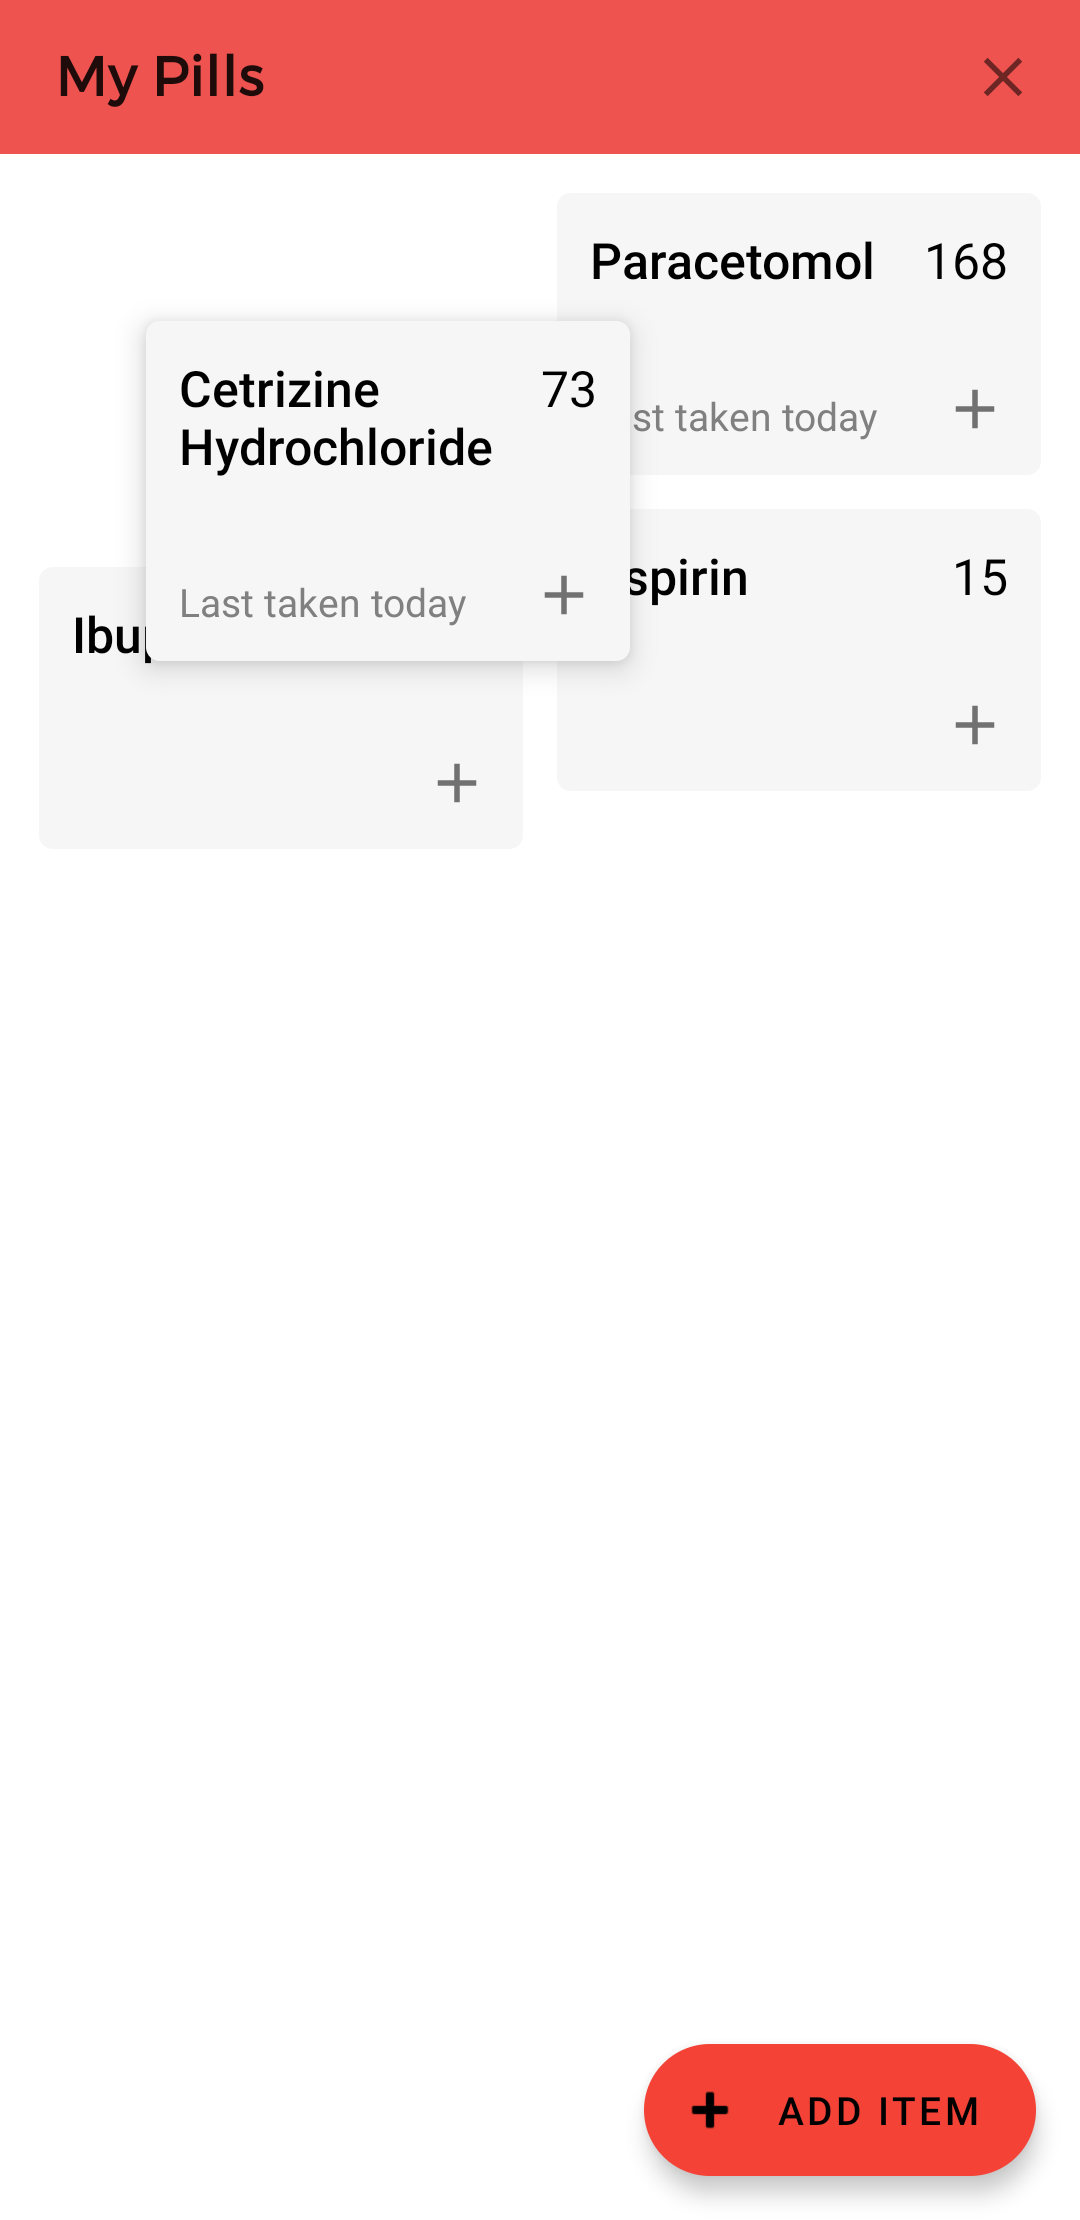 My Pills
Paracetomol 168
st taken today
Cetrizine 73
Hydrochloride
Last taken today
spirin 15
Ibu
ADD ITEM